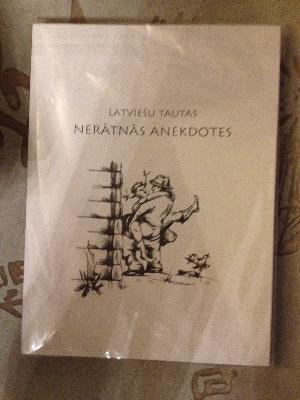 LATVIEŠU TAUTAS
NERĀTNĀS ANEKDOTES